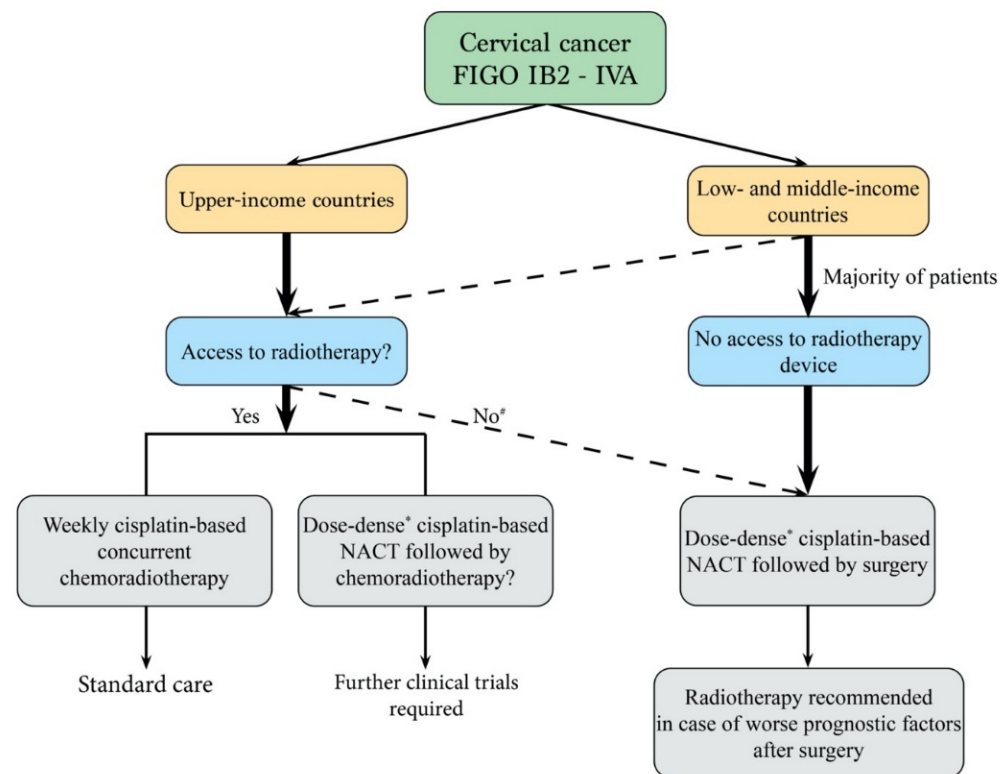 Cervical cancer
FIGO IB2 - IVA
Upper-income countries
Low- and middle-income
countries
Majority of patients
Access to radiotherapy?
No access to radiotherapy
device
Yes
No#
Weekly cisplatin-based
concurrent
chemoradiotherapy
Dose-dense* cisplatin-based
NACT followed by
chemoradiotherapy?
Dose-dense* cisplatin-based
NACT followed by surgery
Standard care
Further clinical trials
required
Radiotherapy recommended
in case of worse prognostic factors
after surgery